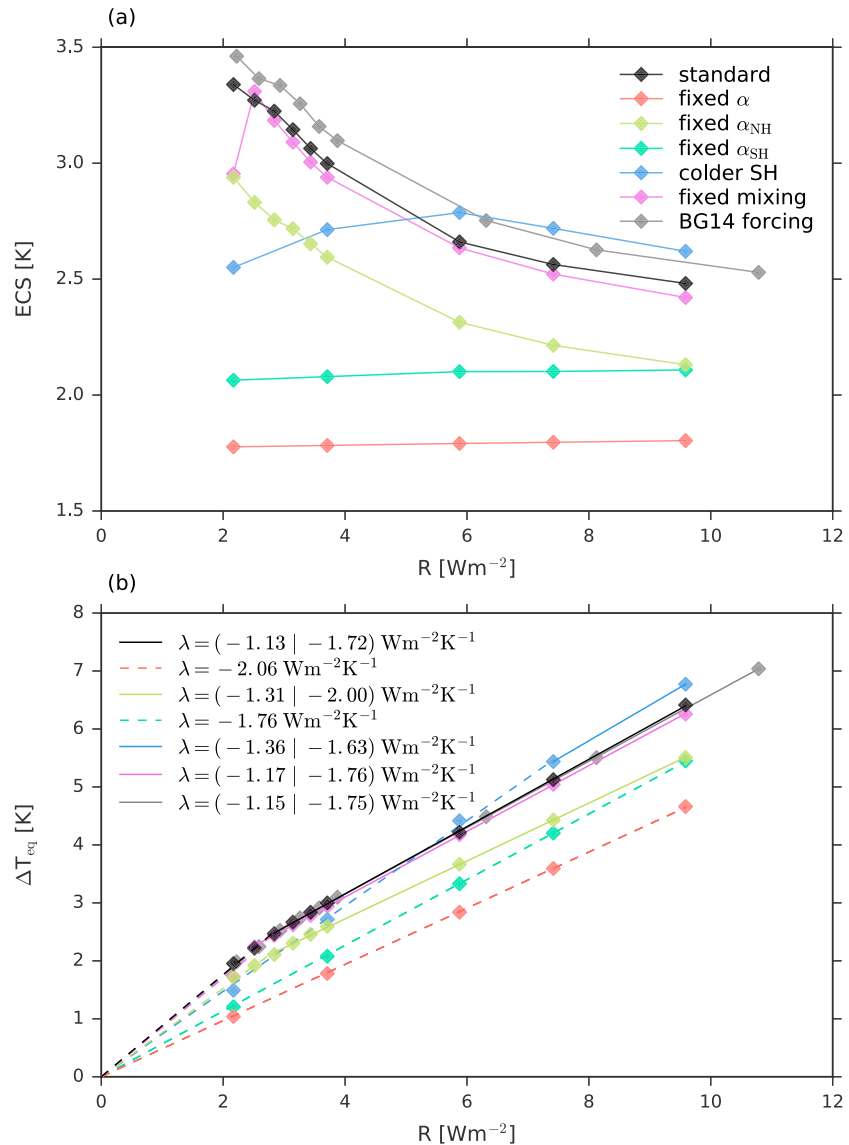 (a)
3.5
3.0
2.5
2.0
1.5
ECS [K]
standard
fixed α
fixed α_NH
fixed α_SH
colder SH
fixed mixing
BG14 forcing
0 2 4 6 8 10 12
R [Wm⁻²]
(b)
8
7
6
5
4
3
2
1
0
ΔT_eq [K]
λ = (−1.13 | −1.72) Wm⁻²K⁻¹
λ = −2.06 Wm⁻²K⁻¹
λ = (−1.31 | −2.00) Wm⁻²K⁻¹
λ = −1.76 Wm⁻²K⁻¹
λ = (−1.36 | −1.63) Wm⁻²K⁻¹
λ = (−1.17 | −1.76) Wm⁻²K⁻¹
λ = (−1.15 | −1.75) Wm⁻²K⁻¹
0 2 4 6 8 10 12
R [Wm⁻²]